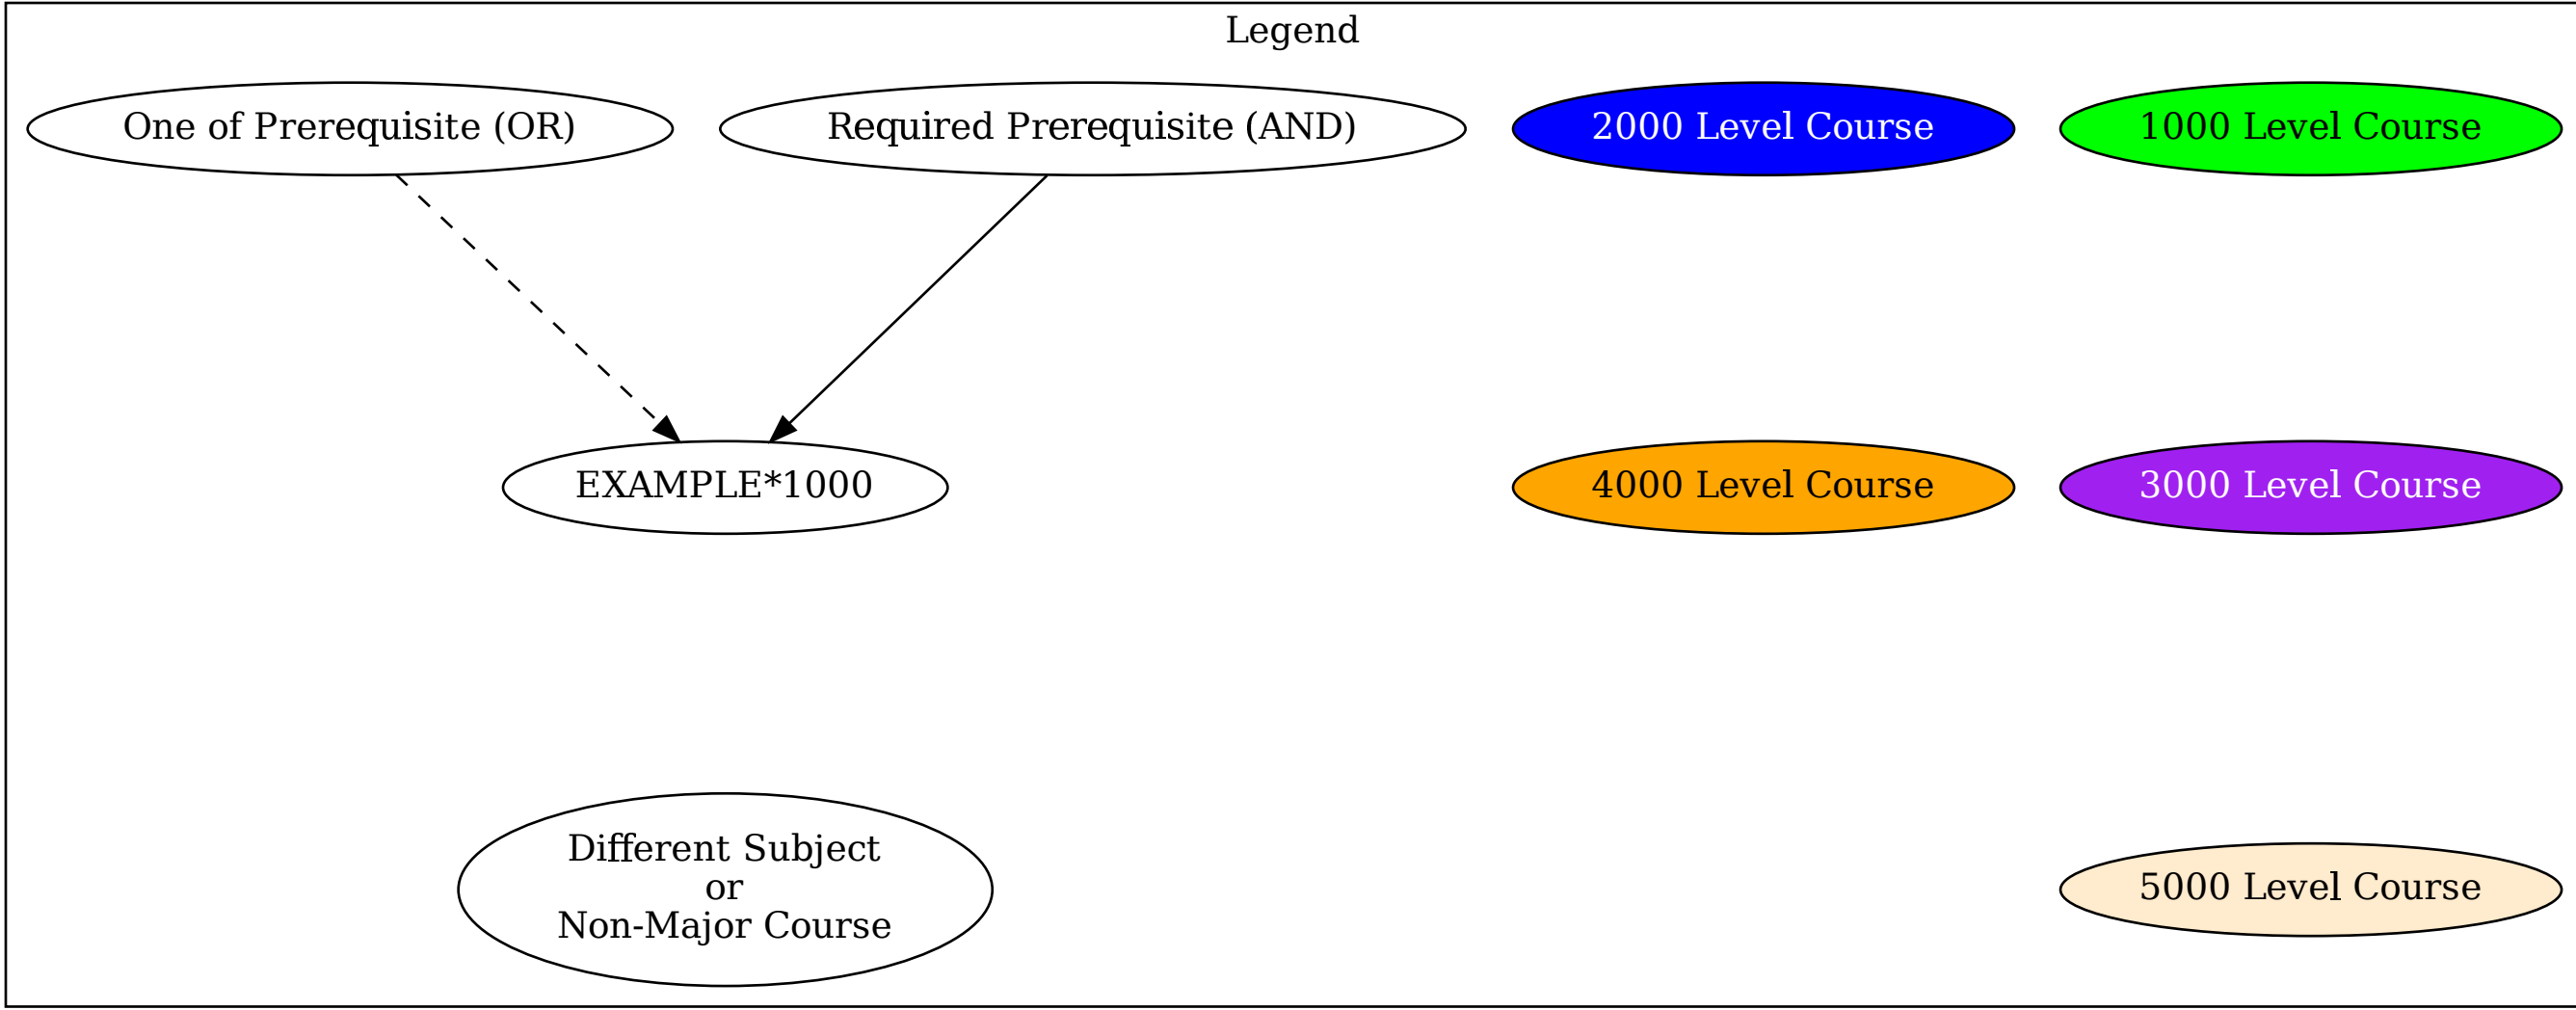 Legend
One of Prerequisite (OR)
Required Prerequisite (AND)
2000 Level Course
1000 Level Course
EXAMPLE*1000
4000 Level Course
3000 Level Course
Different Subject
or
Non-Major Course
5000 Level Course